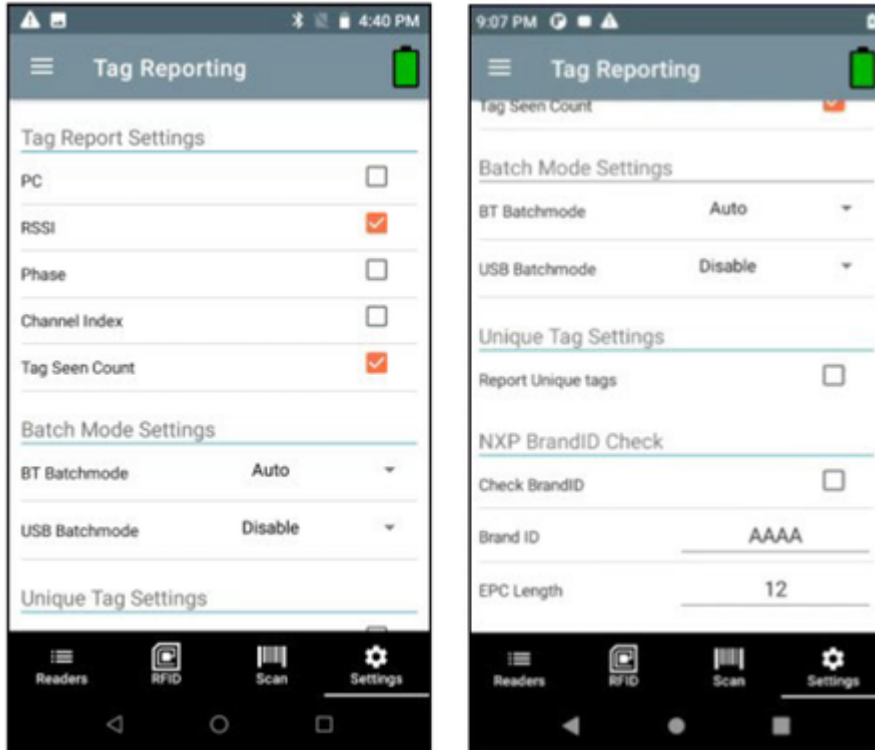 4:40 PM
Tag Reporting
Tag Report Settings
PC
RSSI
Phase
Channel Index
Tag Seen Count
Batch Mode Settings
BT Batchmode Auto
USB Batchmode Disable
Unique Tag Settings
Readers RFID Scan Settings
9:07 PM
Tag Reporting
Tag Seen Count
Batch Mode Settings
BT Batchmode Auto
USB Batchmode Disable
Unique Tag Settings
Report Unique tags
NXP BrandID Check
Check BrandID
Brand ID AAAA
EPC Length 12
Readers RFID Scan Settings